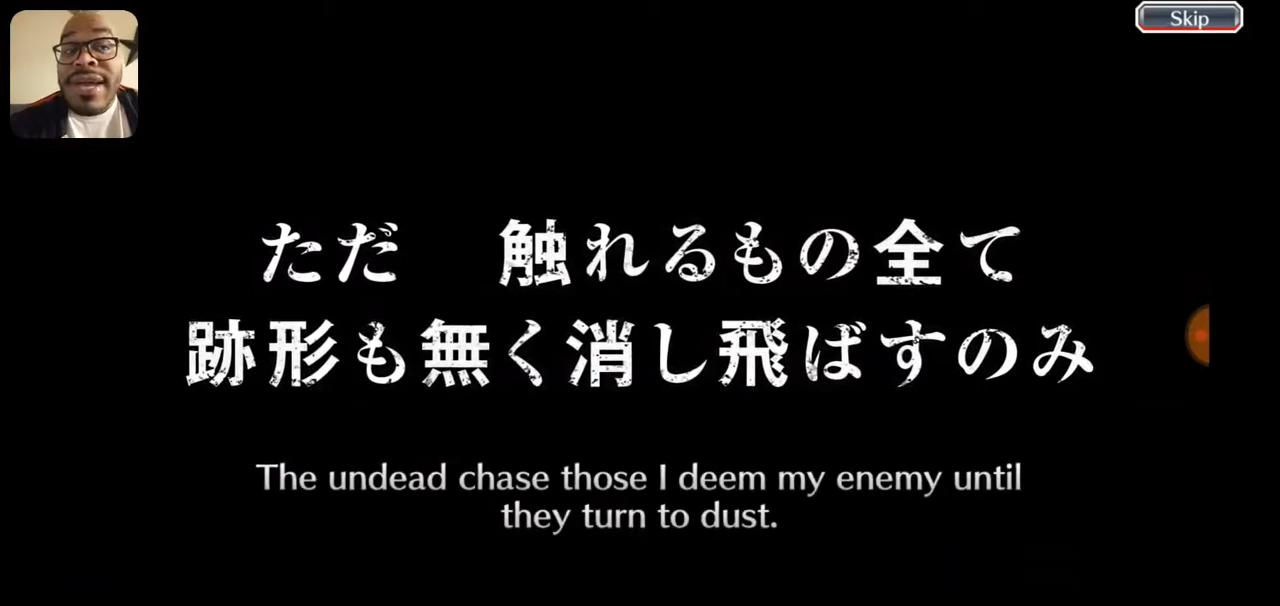 Skip
ただ　触れるもの全て
跡形も無く消し飛ばすのみ
The undead chase those I deem my enemy until
they turn to dust.